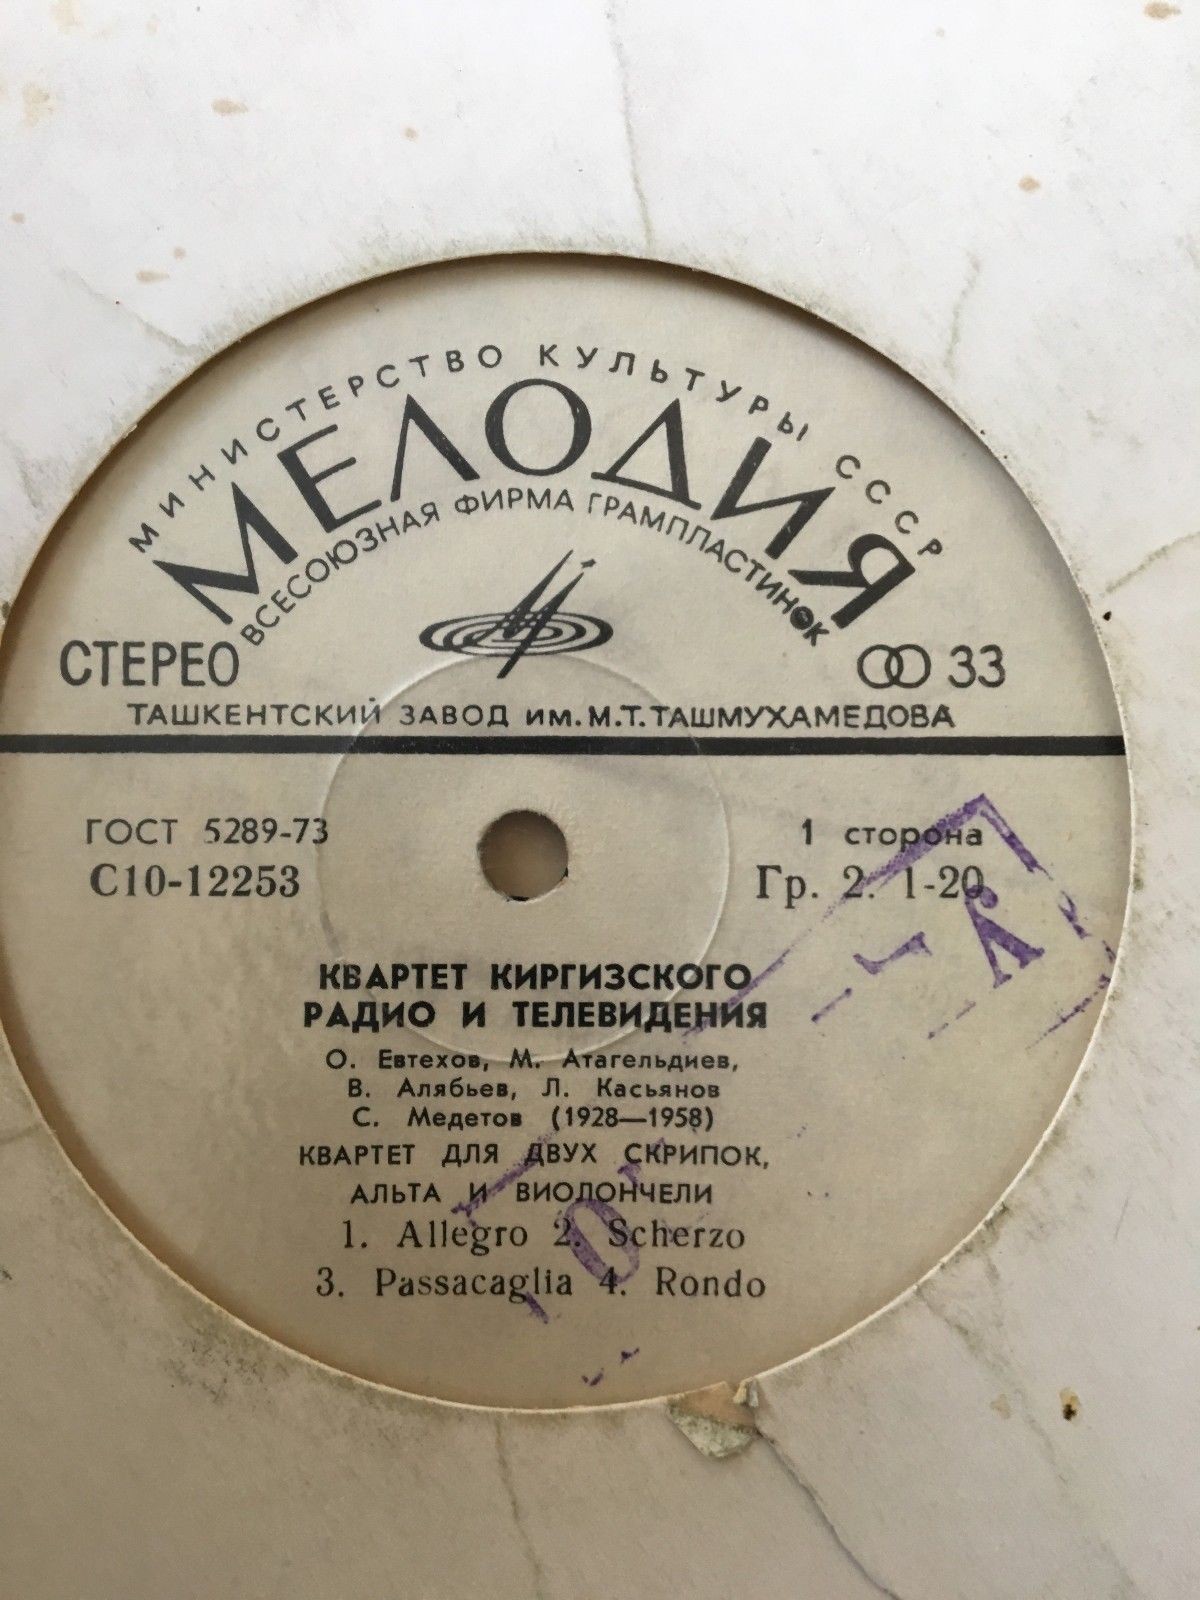 МИНИСТЕРСТВО КУЛЬТУРЫ СССР
МЕЛОДИЯ
ВСЕСОЮЗНАЯ ФИРМА ГРАМПЛАСТИНОК
СТЕРЕО
33
ТАШКЕНТСКИЙ ЗАВОД ИМ. М.Т. ТАШМУХАМЕДОВА
ГОСТ 5289-73
1 сторона
С10-12253
Гр. 2. 1-20
КВАРТЕТ КИРГИЗСКОГО
РАДИО И ТЕЛЕВИДЕНИЯ
О. Евтехов, М. Атагельдиев,
В. Алябьев, Л. Касьянов
С. Медетов (1928—1958)
КВАРТЕТ ДЛЯ ДВУХ СКРИПОК,
АЛЬТА И ВИОЛОНЧЕЛИ
1. Allegro 2. Scherzo
3. Passacaglia 4. Rondo